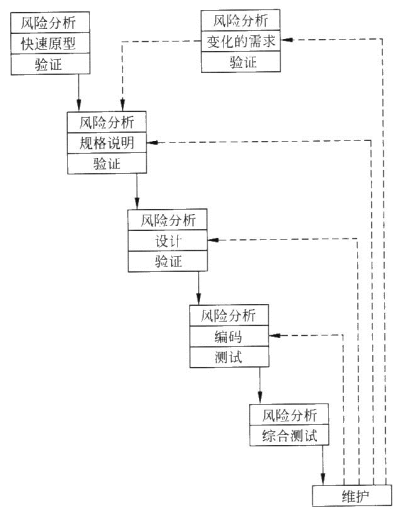 风险分析
快速原型
验证
风险分析
变化的需求
验证
风险分析
规格说明
验证
风险分析
设计
验证
风险分析
编码
测试
风险分析
综合测试
维护